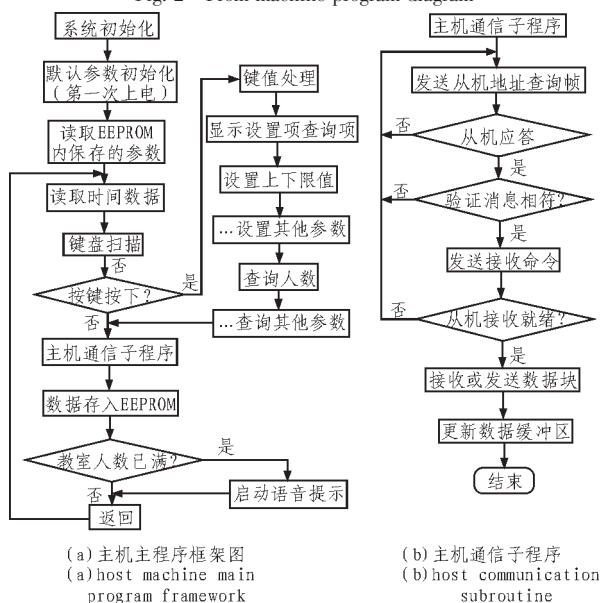 Fig. 2 From machine program diagram
系统初始化
默认参数初始化
(第一次上电)
读取EEPROM
内保存的参数
读取时间数据
键盘扫描
否
按键按下?
是
否
主机通信子程序
数据存入EEPROM
教室人数已满?
是
否
启动语音提示
返回
键值处理
显示设置项查询项
设置上下限值
…设置其他参数
查询人数
…查询其他参数
(a)主机主程序框架图
(a)host machine main
program framework
主机通信子程序
发送从机地址查询帧
否
从机应答
是
否
验证消息相符?
是
发送接收命令
否
从机接收就绪?
是
接收或发送数据块
更新数据缓冲区
结束
(b)主机通信子程序
(b)host communication
subroutine